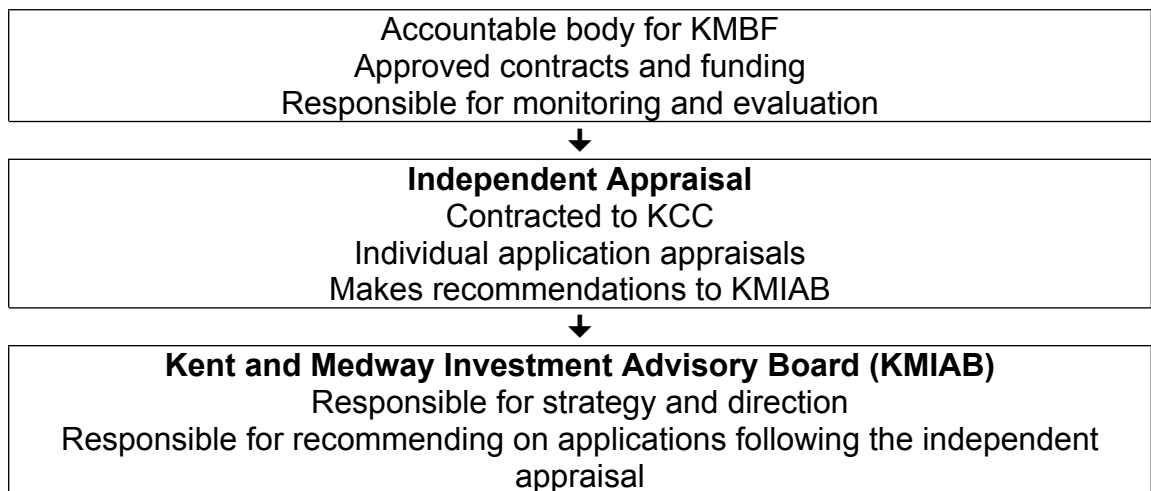 Accountable body for KMBF
Approved contracts and funding
Responsible for monitoring and evaluation
Independent Appraisal
Contracted to KCC
Individual application appraisals
Makes recommendations to KMIAB
Kent and Medway Investment Advisory Board (KMIAB)
Responsible for strategy and direction
Responsible for recommending on applications following the independent
appraisal